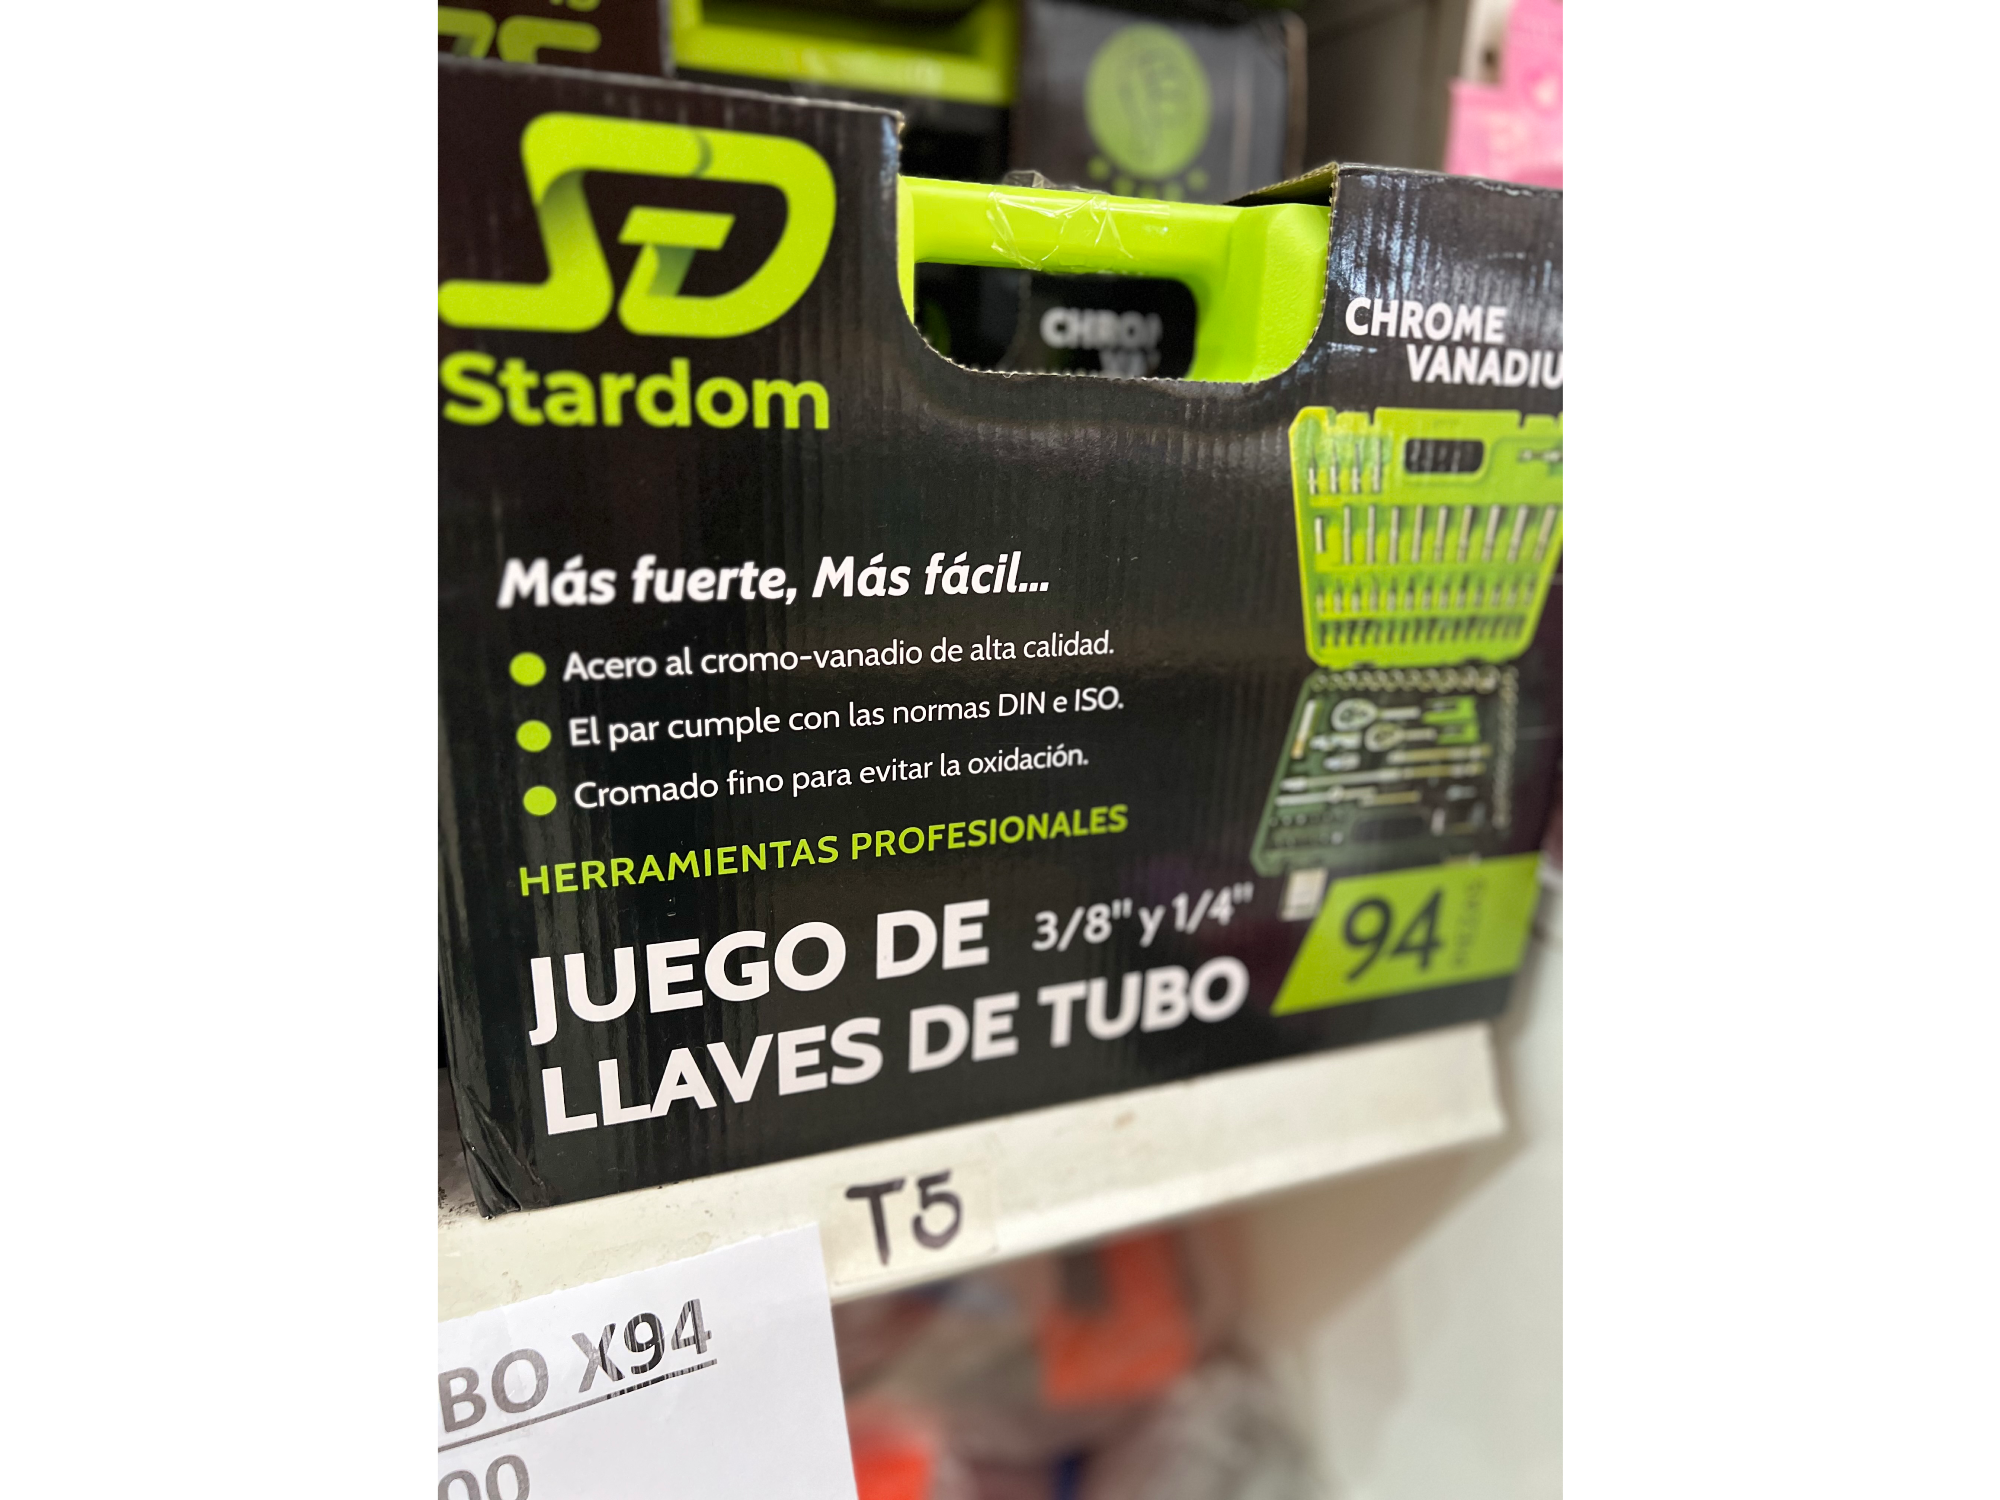 Stardom
CHROME
VANADIU
Más fuerte, Más fácil...
Acero al cromo-vanadio de alta calidad.
El par cumple con las normas DIN e ISO.
Cromado fino para evitar la oxidación.
HERRAMIENTAS PROFESIONALES
JUEGO DE 3/8" y 1/4"
LLAVES DE TUBO
94
T5
BO X94
00